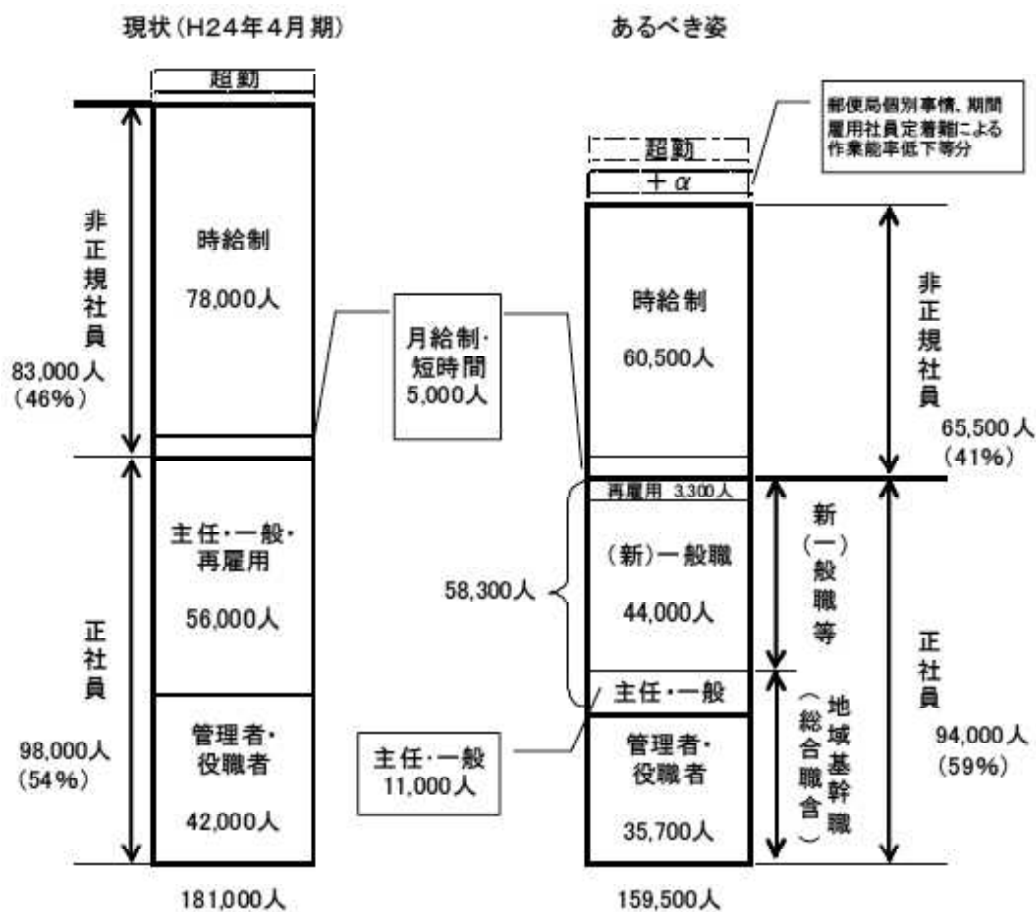 現状(H24年4月期)
超勤
非正規社員
83,000人
(46%)
時給制
78,000人
月給制・
短時間
5,000人
主任・一般・
再雇用
56,000人
正社員
98,000人
(54%)
管理者・
役職者
42,000人
181,000人
あるべき姿
郵便局個別事情、期間
雇用社員定着難による
作業能率低下等分
超勤
+α
時給制
60,500人
非正規社員
65,500人
(41%)
再雇用 3,300人
(新)一般職
44,000人
58,300人
新(一)般職等
主任・一般
主任・一般
11,000人
管理者・
役職者
35,700人
地域基幹職
(総合職含)
正社員
94,000人
(59%)
159,500人